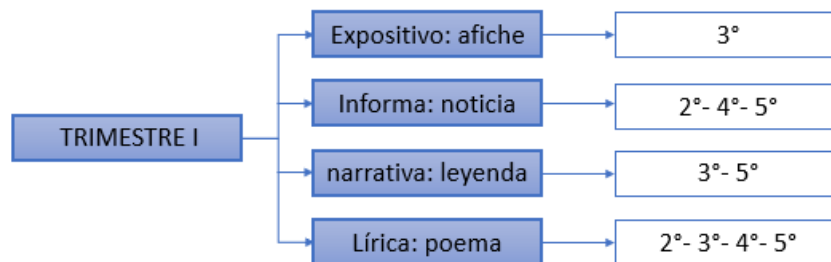 TRIMESTRE I
Expositivo: afiche
3°
Informa: noticia
2°- 4°- 5°
narrativa: leyenda
3°- 5°
Lírica: poema
2°- 3°- 4°- 5°